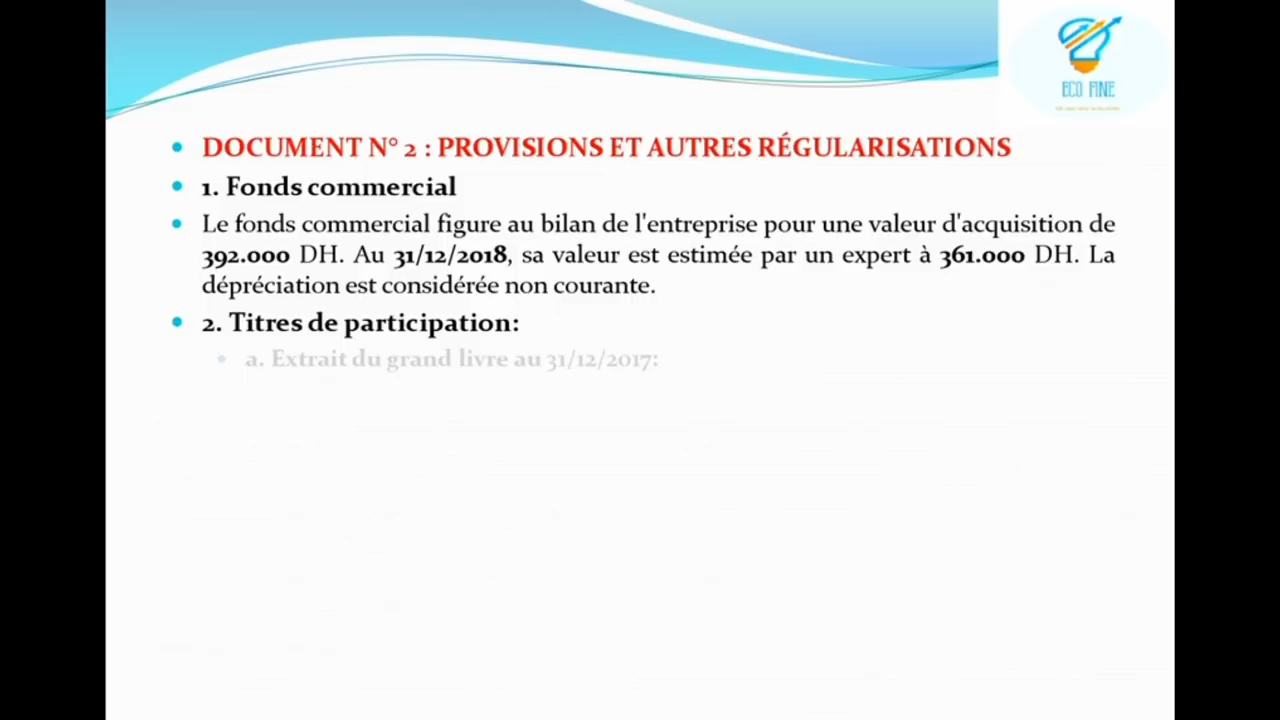 ECO FINE
• DOCUMENT N° 2 : PROVISIONS ET AUTRES RÉGULARISATIONS
• 1. Fonds commercial
• Le fonds commercial figure au bilan de l'entreprise pour une valeur d'acquisition de
392.000 DH. Au 31/12/2018, sa valeur est estimée par un expert à 361.000 DH. La
dépréciation est considérée non courante.
• 2. Titres de participation:
• a. Extrait du grand livre au 31/12/2017: